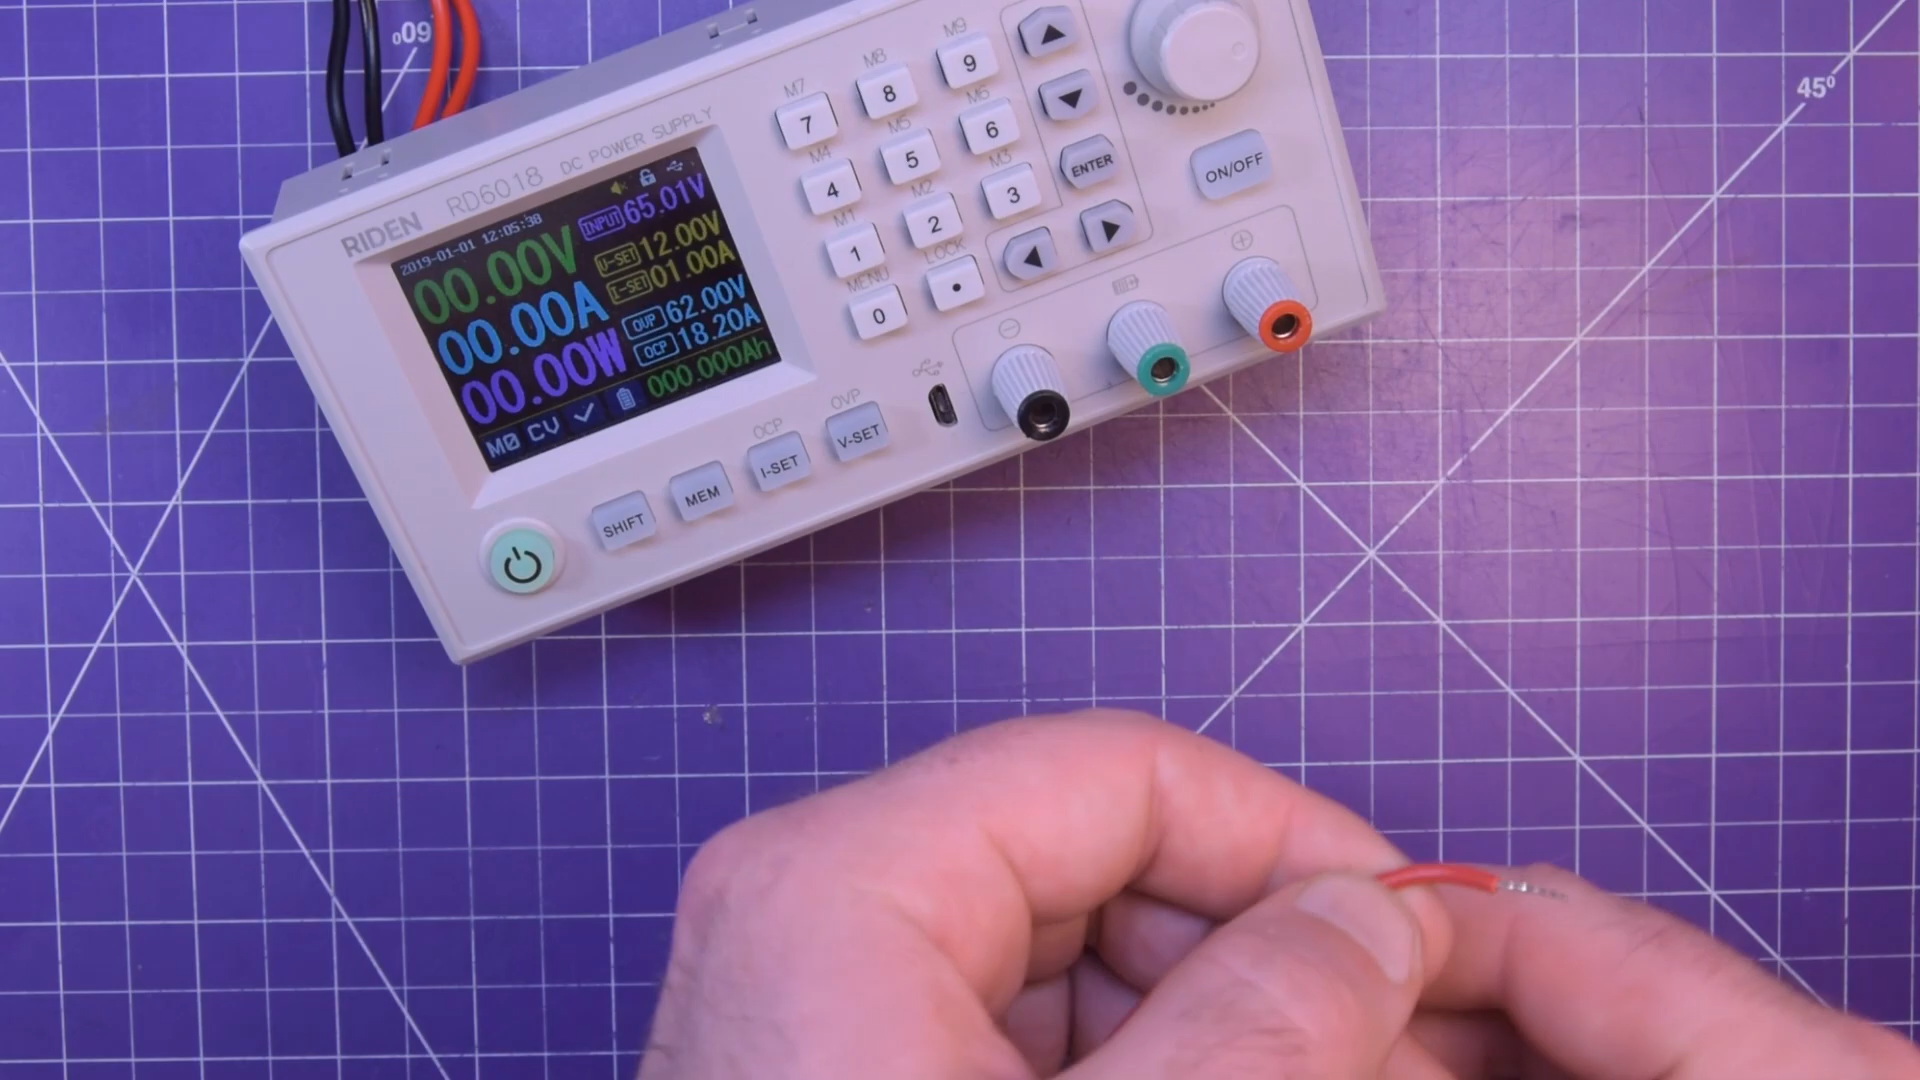 60°
45°
RIDEN RD6018 DC POWER SUPPLY
2019-01-01 12:05:38
INPUT 65.01V
00.00V
V-SET 12.00V
I-SET 01.00A
00.00A
OVP 62.00V
OCP 18.20A
00.00W
000.000Ah
M0 CV
M7 M8 M9
7 8 9
M4 M5 M6
4 5 6
M1 M2 M3
1 2 3
MENU LOCK
0 .
ENTER
ON/OFF
OCP OVP
SHIFT MEM I-SET V-SET